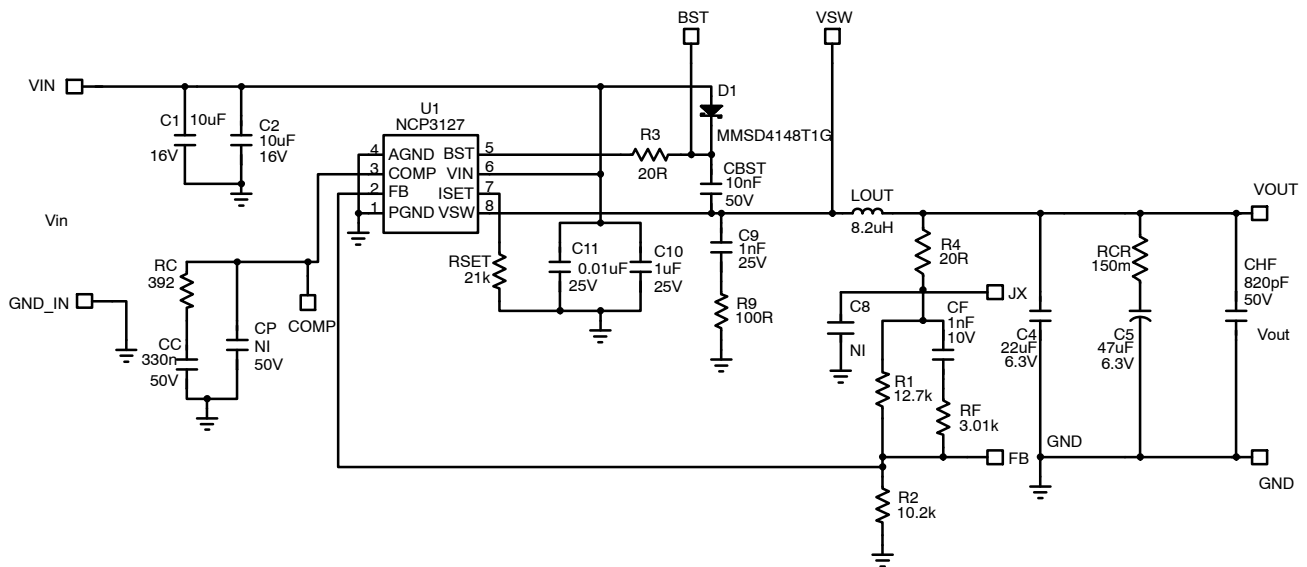 BST
VSW
VIN
D1
U1
NCP3127
C1
10uF
16V
C2
10uF
16V
MMSD4148T1G
R3
20R
4
AGND
BST
5
3
COMP
VIN
6
2
FB
ISET
7
1
PGND
VSW
8
CBST
10nF
50V
LOUT
8.2uH
VOUT
Vin
C9
1nF
25V
R4
20R
RCR
150m
CHF
820pF
50V
C11
0.01uF
25V
C10
1uF
25V
RSET
21k
RC
392
GND_IN
COMP
CP
NI
50V
CC
330n
50V
R9
100R
C8
NI
JX
CF
1nF
10V
C4
22uF
6.3V
C5
47uF
6.3V
Vout
R1
12.7k
RF
3.01k
GND
FB
GND
R2
10.2k